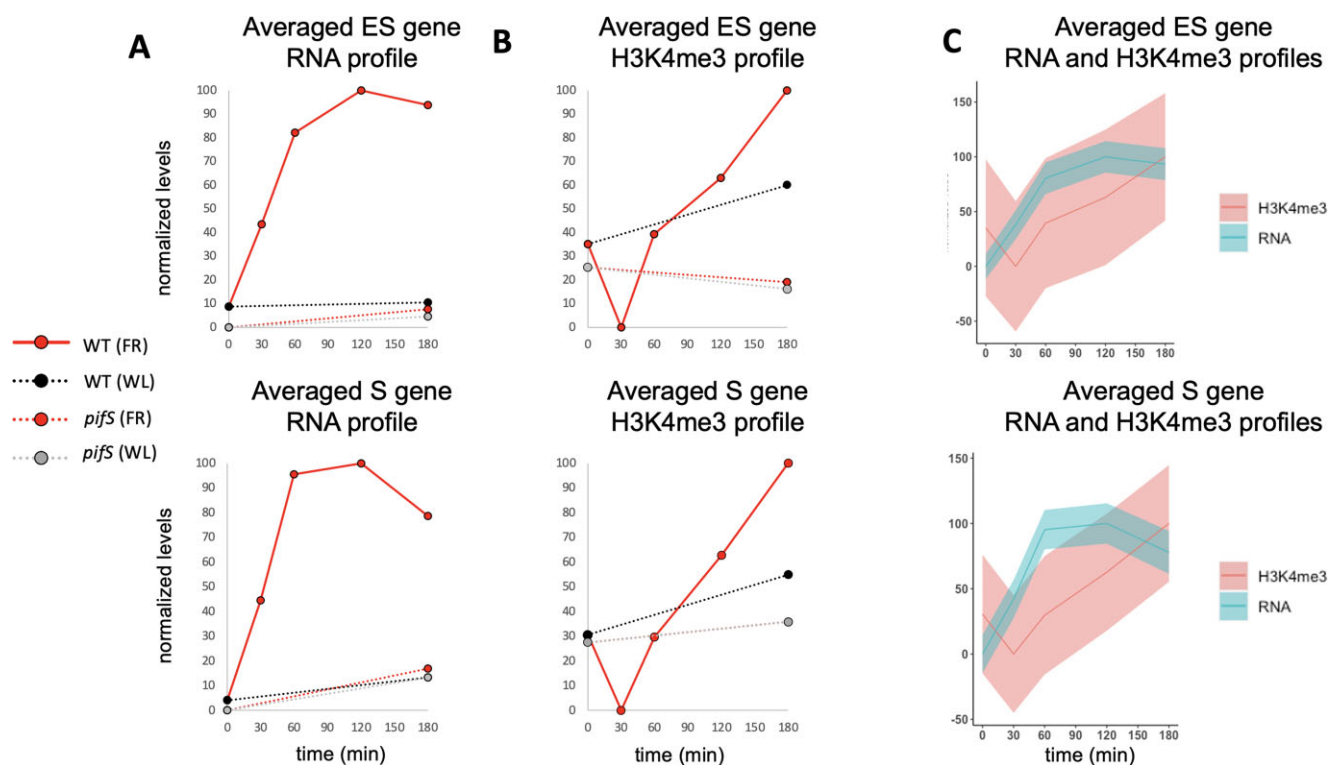 A
Averaged ES gene
RNA profile
B
Averaged ES gene
H3K4me3 profile
C
Averaged ES gene
RNA and H3K4me3 profiles
normalized levels
100
90
80
70
60
50
40
30
20
10
0
0 30 60 90 120 150 180
100
90
80
70
60
50
40
30
20
10
0
0 30 60 90 120 150 180
150
100
50
0
-50
0 30 60 90 120 150 180
H3K4me3
RNA
WT (FR)
WT (WL)
pifS (FR)
pifS (WL)
Averaged S gene
RNA profile
Averaged S gene
H3K4me3 profile
Averaged S gene
RNA and H3K4me3 profiles
normalized levels
100
90
80
70
60
50
40
30
20
10
0
0 30 60 90 120 150 180
time (min)
100
90
80
70
60
50
40
30
20
10
0
0 30 60 90 120 150 180
time (min)
150
100
50
0
-50
0 30 60 90 120 150 180
time (min)
H3K4me3
RNA